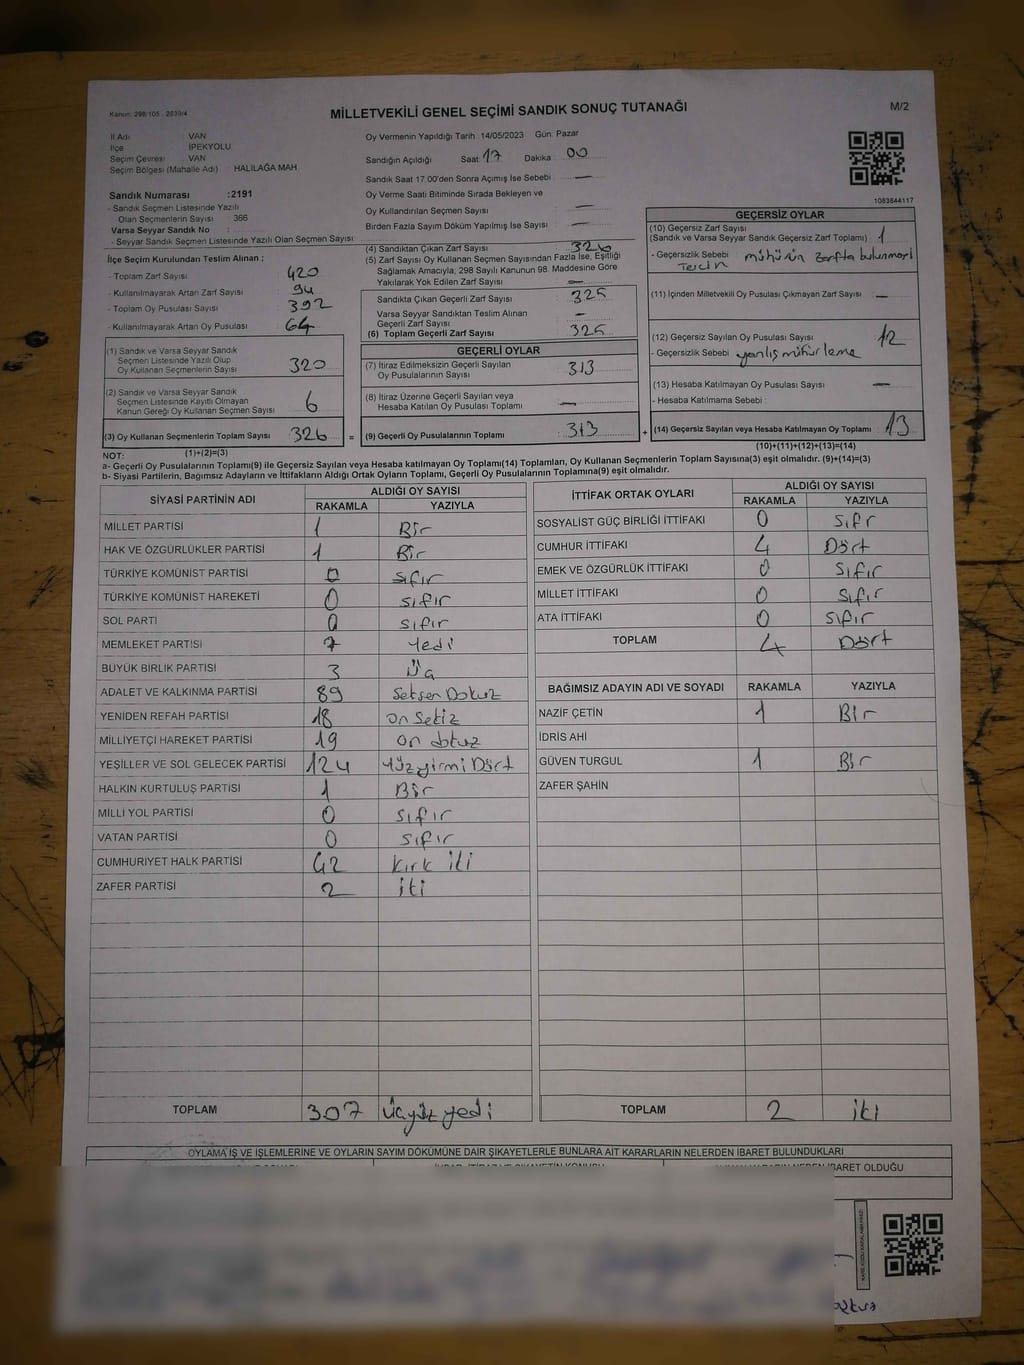 Kanun: 298/105 . 2839/4
MİLLETVEKİLİ GENEL SEÇİMİ SANDIK SONUÇ TUTANAĞI
M/2
İl Adı VAN
İlçe İPEKYOLU
Seçim Çevresi VAN
Seçim Bölgesi (Mahalle Adı) HALİLAĞA MAH.
Sandık Numarası :2191
- Sandık Seçmen Listesinde Yazılı
Olan Seçmenlerin Sayısı : 366
Varsa Seyyar Sandık No :
- Seyyar Sandık Seçmen Listesinde Yazılı Olan Seçmen Sayısı
Oy Vermenin Yapıldığı Tarih 14/05/2023 Gün: Pazar
Sandığın Açıldığı Saat 17 Dakika 00
Sandık Saat 17.00'den Sonra Açımış İse Sebebi —
Oy Verme Saati Bitiminde Sırada Bekleyen ve
Oy Kullandırılan Seçmen Sayısı —
Birden Fazla Sayım Döküm Yapılmış İse Sayısı —
1083844117
İlçe Seçim Kurulundan Teslim Alınan ;
- Toplam Zarf Sayısı 420
- Kullanılmayarak Artan Zarf Sayısı 94
- Toplam Oy Pusulası Sayısı 392
- Kullanılmayarak Artan Oy Pusulası 64
(1) Sandık ve Varsa Seyyar Sandık
Seçmen Listesinde Yazılı Olup
Oy Kullanan Seçmenlerin Sayısı 320
(2) Sandık ve Varsa Seyyar Sandık
Seçmen Listesinde Kayıtlı Olmayan
Kanun Gereği Oy Kullanan Seçmen Sayısı 6
(3) Oy Kullanan Seçmenlerin Toplam Sayısı 326
(4) Sandıktan Çıkan Zarf Sayısı 326
(5) Zarf Sayısı Oy Kullanan Seçmen Sayısından Fazla İse, Eşitliği
Sağlamak Amacıyla, 298 Sayılı Kanunun 98. Maddesine Göre
Yakılarak Yok Edilen Zarf Sayısı —
Sandıkta Çıkan Geçerli Zarf Sayısı 325
Varsa Seyyar Sandıktan Teslim Alınan
Geçerli Zarf Sayısı —
(6) Toplam Geçerli Zarf Sayısı 325
GEÇERLİ OYLAR
(7) İtiraz Edilmeksizin Geçerli Sayılan
Oy Pusulalarının Sayısı 313
(8) İtiraz Üzerine Geçerli Sayılan veya
Hesaba Katılan Oy Pusulası Toplamı —
= (9) Geçerli Oy Pusulalarının Toplamı 313 +
GEÇERSİZ OYLAR
(10) Geçersiz Zarf Sayısı
(Sandık ve Varsa Seyyar Sandık Geçersiz Zarf Toplamı) 1
- Geçersizlik Sebebi mühürün zarfta bulunmasi
Tercih
(11) İçinden Milletvekili Oy Pusulası Çıkmayan Zarf Sayısı —
(12) Geçersiz Sayılan Oy Pusulası Sayısı 12
- Geçersizlik Sebebi yanlış mühürleme
(13) Hesaba Katılmayan Oy Pusulası Sayısı —
- Hesaba Katılmama Sebebi :
(14) Geçersiz Sayılan veya Hesaba Katılmayan Oy Toplamı 13
NOT: (1)+(2)=(3)
(10)+(11)+(12)+(13)=(14)
a- Geçerli Oy Pusulalarının Toplamı(9) ile Geçersiz Sayılan veya Hesaba katılmayan Oy Toplamı(14) Toplamları, Oy Kullanan Seçmenlerin Toplam Sayısına(3) eşit olmalıdır. (9)+(14)=(3)
b- Siyasi Partilerin, Bağımsız Adayların ve İttifakların Aldığı Ortak Oyların Toplamı, Geçerli Oy Pusulalarının Toplamına(9) eşit olmalıdır.
SİYASİ PARTİNİN ADI
ALDIĞI OY SAYISI
RAKAMLA YAZIYLA
MİLLET PARTİSİ 1 Bir
HAK VE ÖZGÜRLÜKLER PARTİSİ 1 Bir
TÜRKİYE KOMÜNİST PARTİSİ 0 sıfır
TÜRKİYE KOMÜNİST HAREKETİ 0 sıfır
SOL PARTİ 0 sıfır
MEMLEKET PARTİSİ 7 Yedi
BÜYÜK BİRLİK PARTİSİ 3 Üç
ADALET VE KALKINMA PARTİSİ 89 Seksen Dokuz
YENİDEN REFAH PARTİSİ 18 on Sekiz
MİLLİYETÇİ HAREKET PARTİSİ 19 on dokuz
YEŞİLLER VE SOL GELECEK PARTİSİ 124 Yüzyirmi Dört
HALKIN KURTULUŞ PARTİSİ 1 Bir
MİLLİ YOL PARTİSİ 0 sıfır
VATAN PARTİSİ 0 sıfır
CUMHURİYET HALK PARTİSİ 42 kırk iki
ZAFER PARTİSİ 2 iki
TOPLAM 307 Üçyüz yedi
İTTİFAK ORTAK OYLARI
ALDIĞI OY SAYISI
RAKAMLA YAZIYLA
SOSYALİST GÜÇ BİRLİĞİ İTTİFAKI 0 sıfr
CUMHUR İTTİFAKI 4 Dört
EMEK VE ÖZGÜRLÜK İTTİFAKI 0 sıfır
MİLLET İTTİFAKI 0 sıfır
ATA İTTİFAKI 0 sıfır
TOPLAM 4 Dört
BAĞIMSIZ ADAYIN ADI VE SOYADI RAKAMLA YAZIYLA
NAZİF ÇETİN 1 Bir
İDRİS AHİ
GÜVEN TURGUL 1 Bir
ZAFER ŞAHİN
TOPLAM 2 iki
OYLAMA İŞ VE İŞLEMLERİNE VE OYLARIN SAYIM DÖKÜMÜNE DAİR ŞİKAYETLERLE BUNLARA AİT KARARLARIN NELERDEN İBARET BULUNDUKLARI
İBARET OLDUĞU